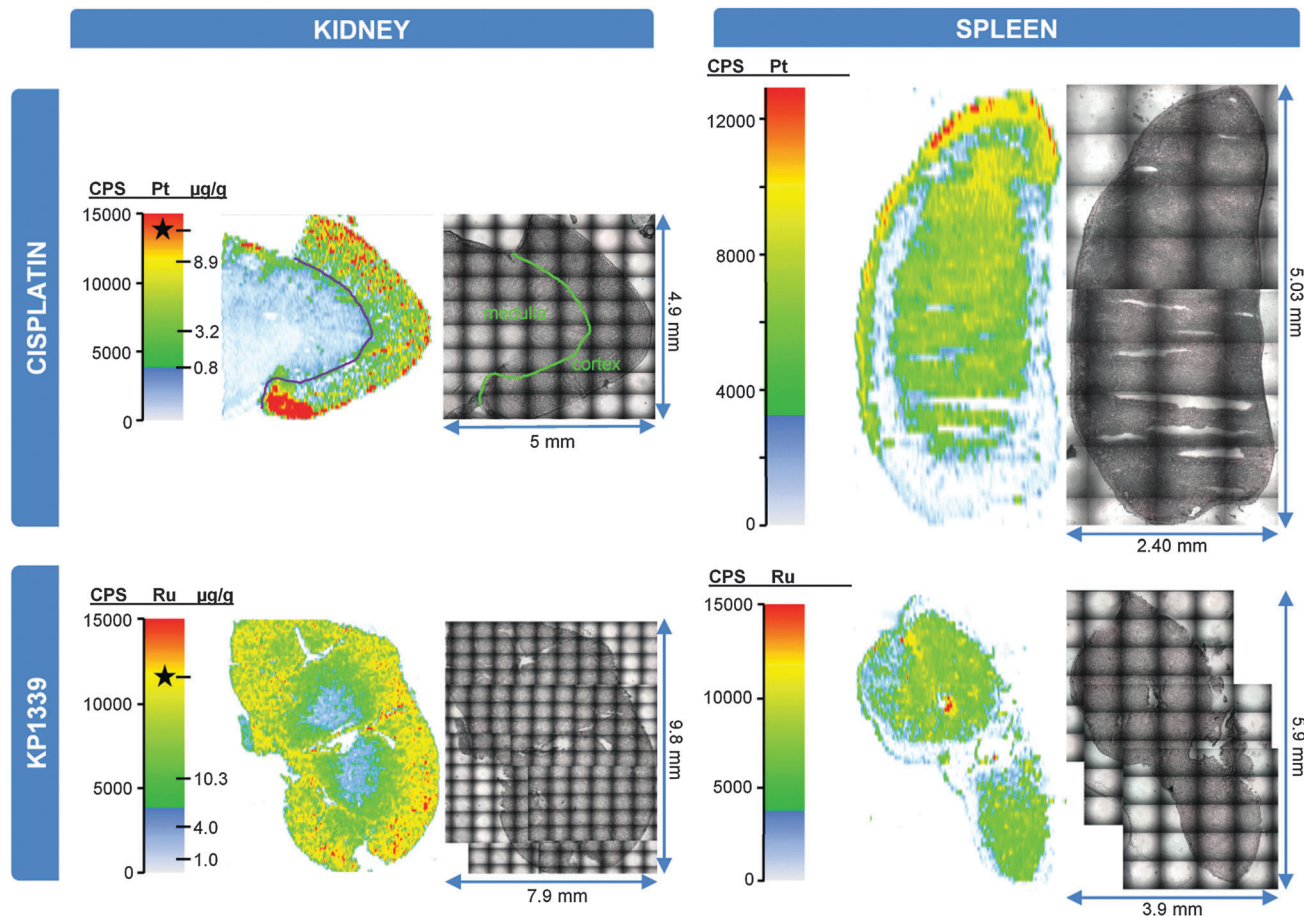 KIDNEY
SPLEEN
CISPLATIN
CPS Pt µg/g
15000
10000
8.9
5000
3.2
0.8
0
medulla
cortex
4.9 mm
5 mm
CPS Pt
12000
8000
4000
0
5.03 mm
2.40 mm
KP1339
CPS Ru µg/g
15000
10000
5000
10.3
4.0
1.0
0
9.8 mm
7.9 mm
CPS Ru
15000
10000
5000
0
5.9 mm
3.9 mm